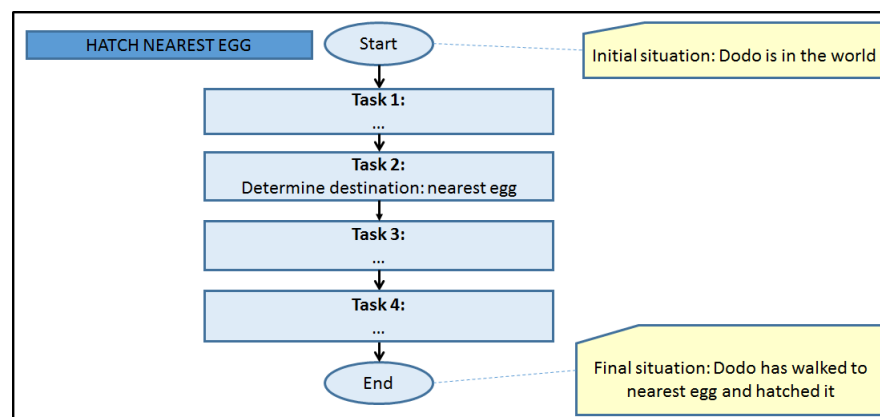 HATCH NEAREST EGG
Start
Initial situation: Dodo is in the world
Task 1:
...
Task 2:
Determine destination: nearest egg
Task 3:
...
Task 4:
...
End
Final situation: Dodo has walked to
nearest egg and hatched it